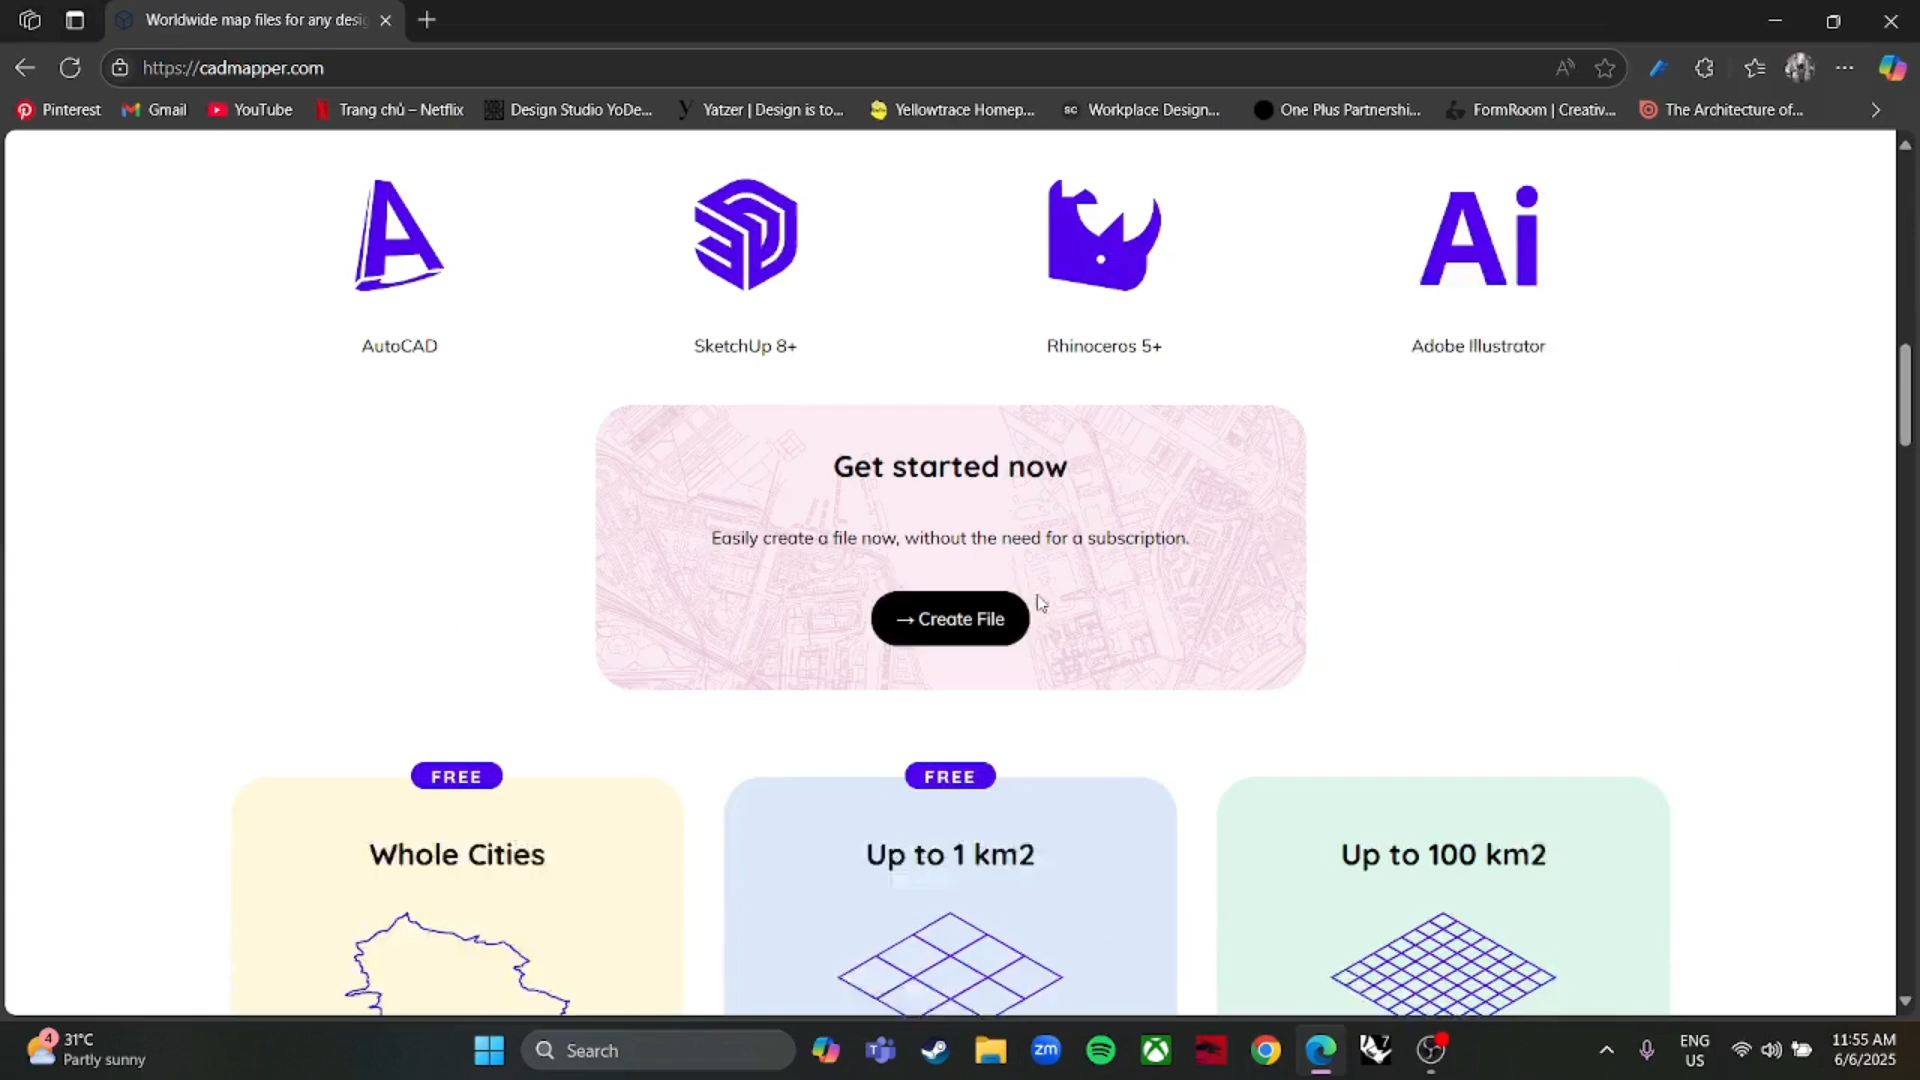 Worldwide map files for any desi
https://cadmapper.com
Pinterest
Gmail
YouTube
Trang chủ – Netflix
Design Studio YoDe...
Yatzer | Design is to...
Yellowtrace Homep...
sc Workplace Design...
One Plus Partnershi...
FormRoom | Creativ...
The Architecture of...
Ai
AutoCAD
SketchUp 8+
Rhinoceros 5+
Adobe Illustrator
Get started now
Easily create a file now, without the need for a subscription.
→ Create File
FREE
FREE
Whole Cities
Up to 1 km2
Up to 100 km2
4
31°C
Partly sunny
Search
zm
7
ENG
US
11:55 AM
6/6/2025